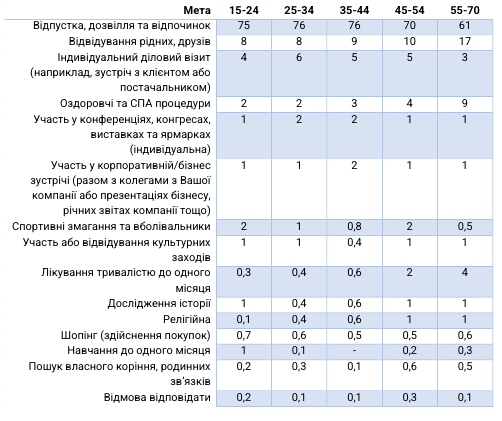 Мета 15-24 25-34 35-44 45-54 55-70
Відпустка, дозвілля та відпочинок 75 76 76 70 61
Відвідування рідних, друзів 8 8 9 10 17
Індивідуальний діловий візит 4 6 5 5 3
(наприклад, зустріч з клієнтом або
постачальником)
Оздоровчі та СПА процедури 2 2 3 4 9
Участь у конференціях, конгресах, 1 2 2 1 1
виставках та ярмарках
(індивідуальна)
Участь у корпоративній/бізнес 1 1 2 1 1
зустрічі (разом з колегами з Вашої
компанії або презентаціях бізнесу,
річних звітах компанії тощо)
Спортивні змагання та вболівальники 2 1 0,8 2 0,5
Участь або відвідування культурних 1 1 0,4 1 1
заходів
Лікування тривалістю до одного 0,3 0,4 0,6 2 4
місяця
Дослідження історії 1 0,4 0,6 1 1
Релігійна 0,1 0,4 0,6 1 1
Шопінг (здійснення покупок) 0,7 0,6 0,5 0,5 0,6
Навчання до одного місяця 1 0,1 - 0,2 0,3
Пошук власного коріння, родинних 0,2 0,3 0,1 0,6 0,5
зв’язків
Відмова відповідати 0,2 0,1 0,1 0,3 0,1